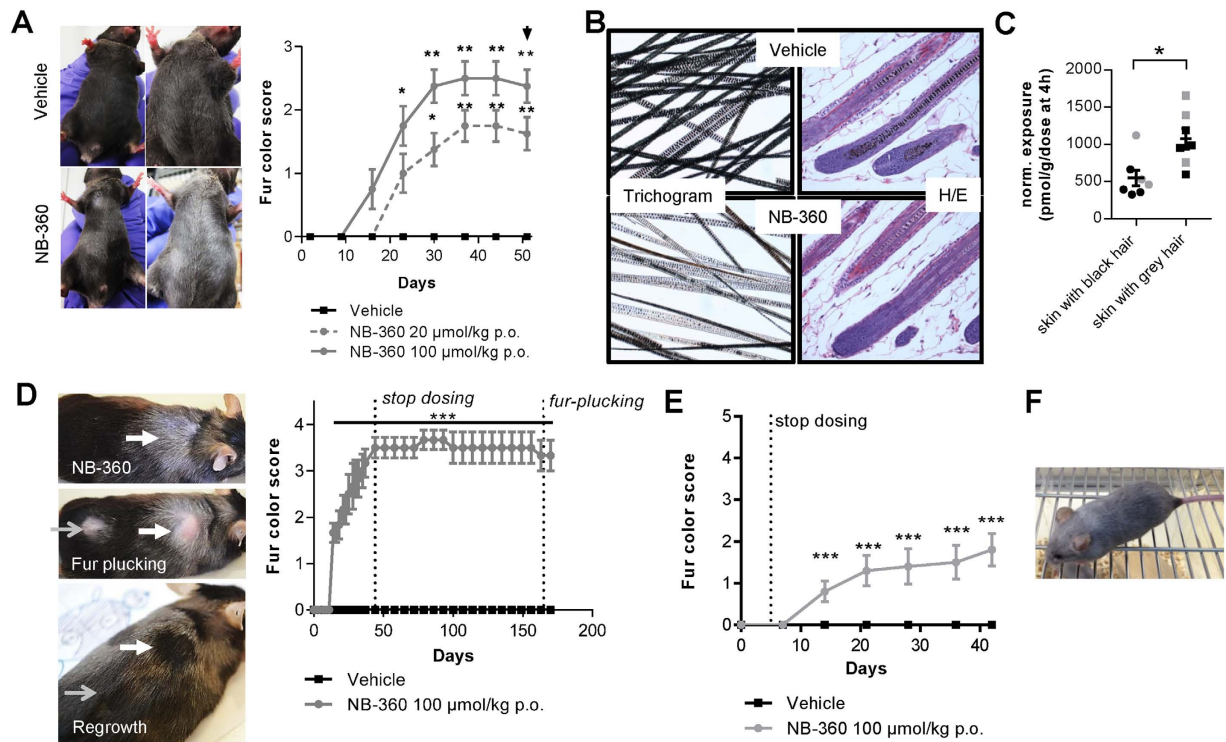 A
Vehicle
NB-360
Fur color score
3
2
1
0
0 10 20 30 40 50
Days
* ** ** ** **
* ** ** **
Vehicle
NB-360 20 µmol/kg p.o.
NB-360 100 µmol/kg p.o.
B
Vehicle
Trichogram
H/E
NB-360
C
*
norm. exposure
(pmol/g/dose at 4h)
2000
1500
1000
500
0
skin with black hair
skin with grey hair
D
NB-360
Fur plucking
Regrowth
stop dosing
fur-plucking
***
Fur color score
4
3
2
1
0
0 50 100 150 200
Days
Vehicle
NB-360 100 µmol/kg p.o.
E
stop dosing
Fur color score
5
4
3
2
1
0
*** *** *** *** ***
0 10 20 30 40
Days
Vehicle
NB-360 100 µmol/kg p.o.
F